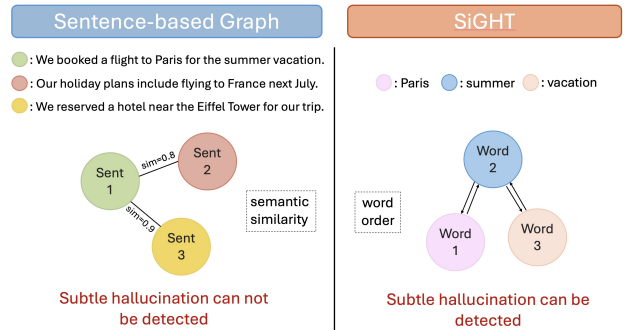 Sentence-based Graph
: We booked a flight to Paris for the summer vacation.
: Our holiday plans include flying to France next July.
: We reserved a hotel near the Eiffel Tower for our trip.
Sent
1
sim=0.8
Sent
2
sim=0.9
Sent
3
semantic
similarity
Subtle hallucination can not
be detected
SiGHT
: Paris
: summer
: vacation
Word
2
word
order
Word
1
Word
3
Subtle hallucination can be
detected